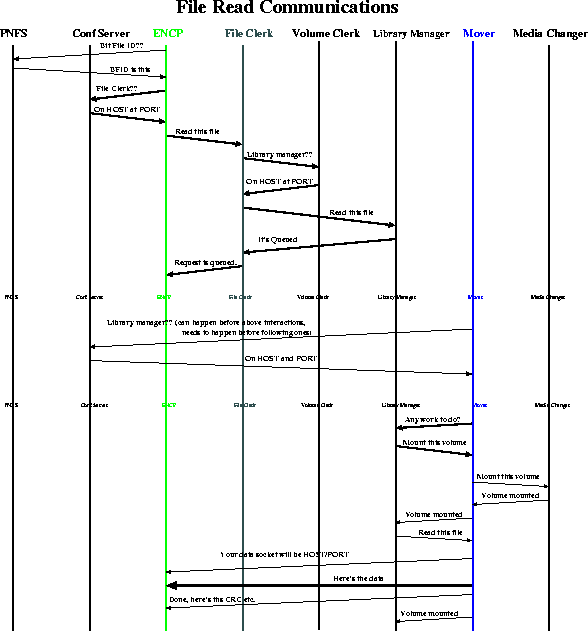 File Read Communications
PNFS Conf Server ENCP File Clerk Volume Clerk Library Manager Mover Media Changer
Bit File ID??
BFID is this
File Clerk??
On HOST at PORT
Read this file
Library manager??
On HOST at PORT
Read this file
It's Queued
Request is queued.
PNFS Conf Server ENCP File Clerk Volume Clerk Library Manager Mover Media Changer
Library manager?? (can happen before above interactions,
needs to happen before following ones)
On HOST and PORT
PNFS Conf Server ENCP File Clerk Volume Clerk Library Manager Mover Media Changer
Any work to do?
Mount this volume
Mount this volume
Volume mounted
Volume mounted
Read this file
Your data socket will be HOST/PORT
Here's the data
Done, here's the CRC etc.
Volume mounted